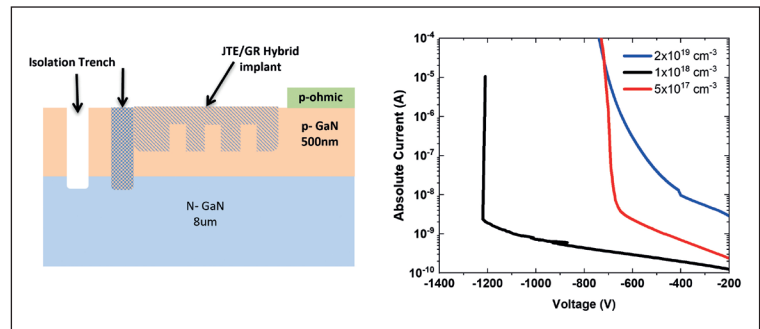 Isolation Trench
JTE/GR Hybrid
implant
p-ohmic
p- GaN
500nm
N- GaN
8um
Absolute Current (A)
10⁻⁴
10⁻⁵
10⁻⁶
10⁻⁷
10⁻⁸
10⁻⁹
10⁻¹⁰
2x10¹⁹ cm⁻³
1x10¹⁸ cm⁻³
5x10¹⁷ cm⁻³
-1400 -1200 -1000 -800 -600 -400 -200
Voltage (V)